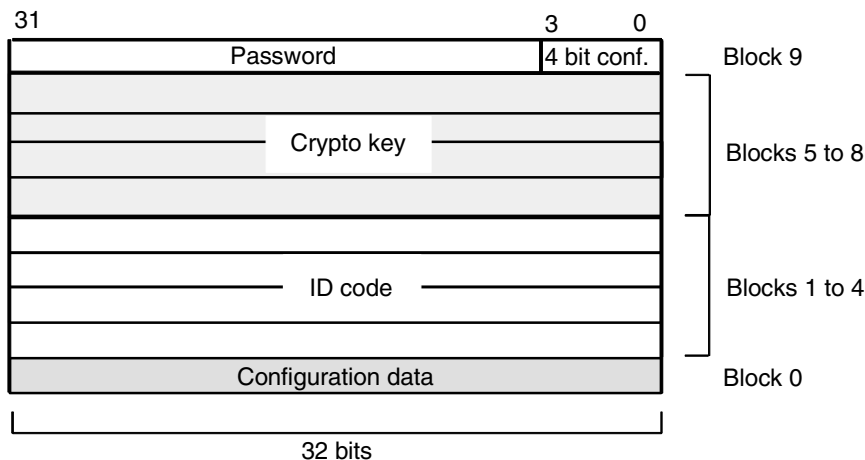 31 3 0
Password 4 bit conf. Block 9
Crypto key Blocks 5 to 8
ID code Blocks 1 to 4
Configuration data Block 0
32 bits